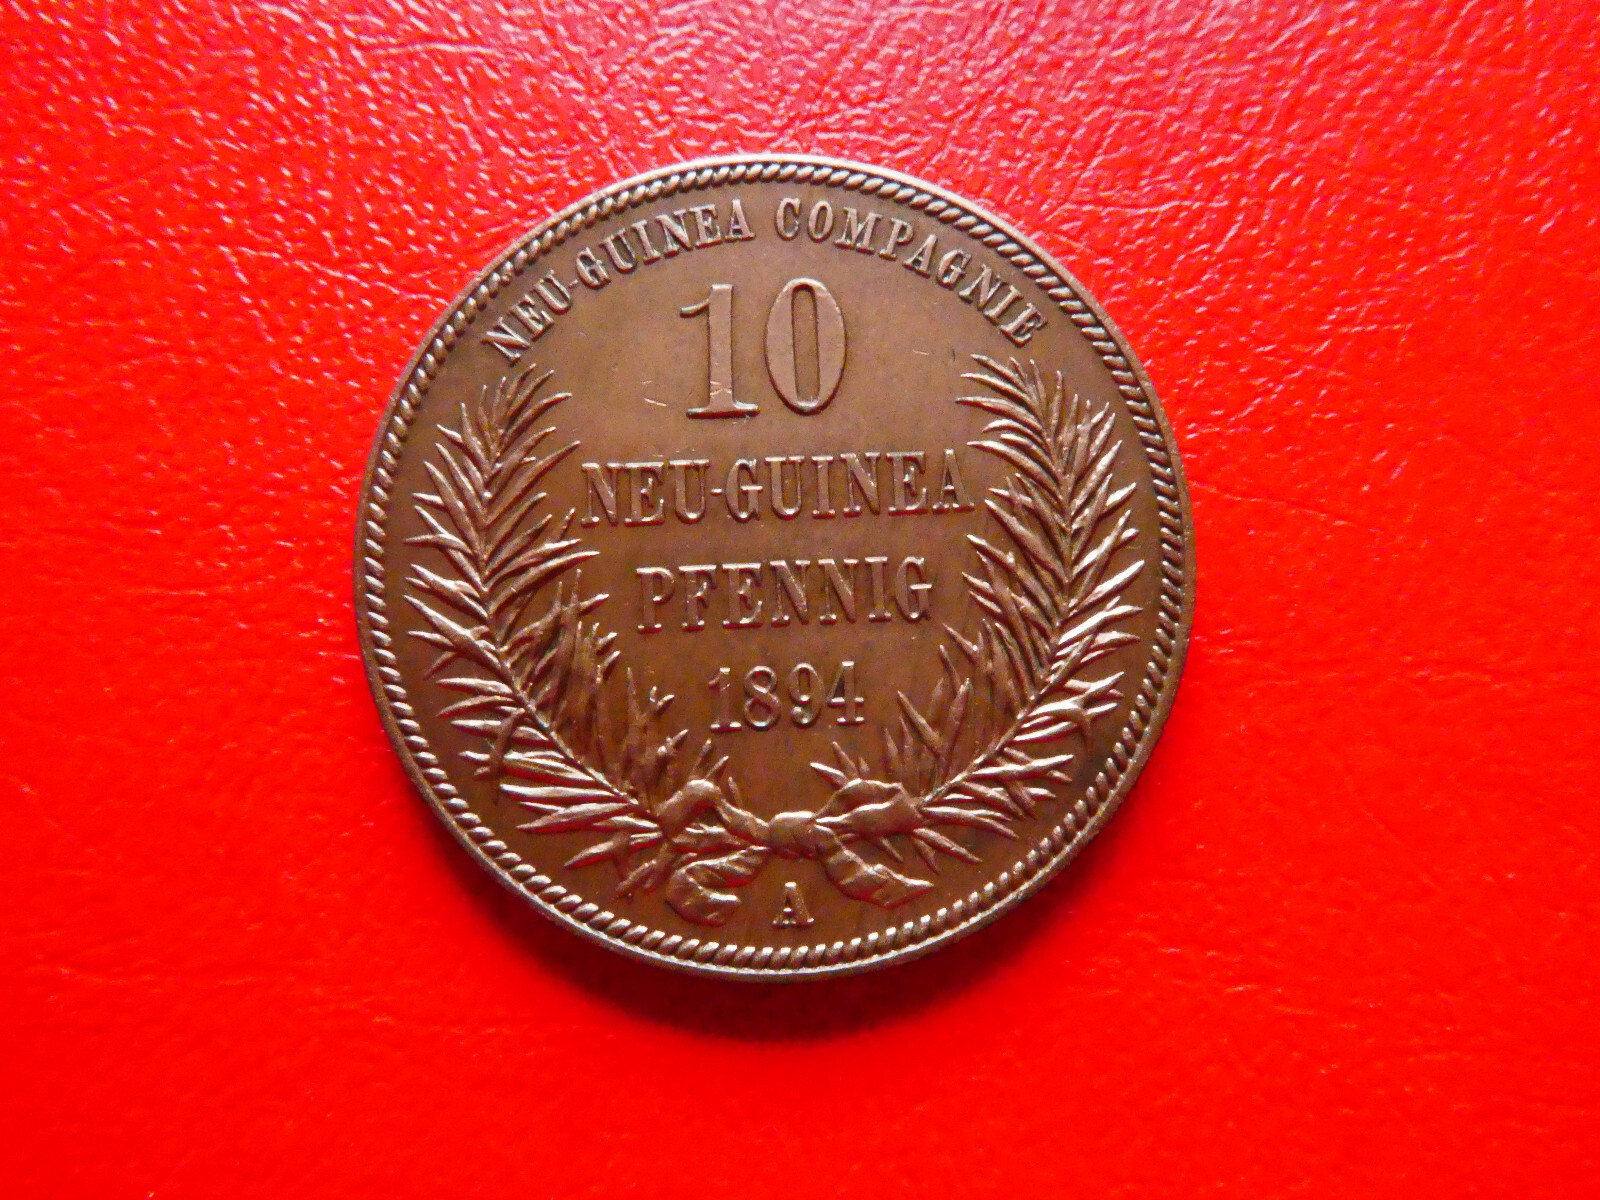 NEU-GUINEA COMPAGNIE
10
NEU-GUINEA
PFENNIG
1894
A